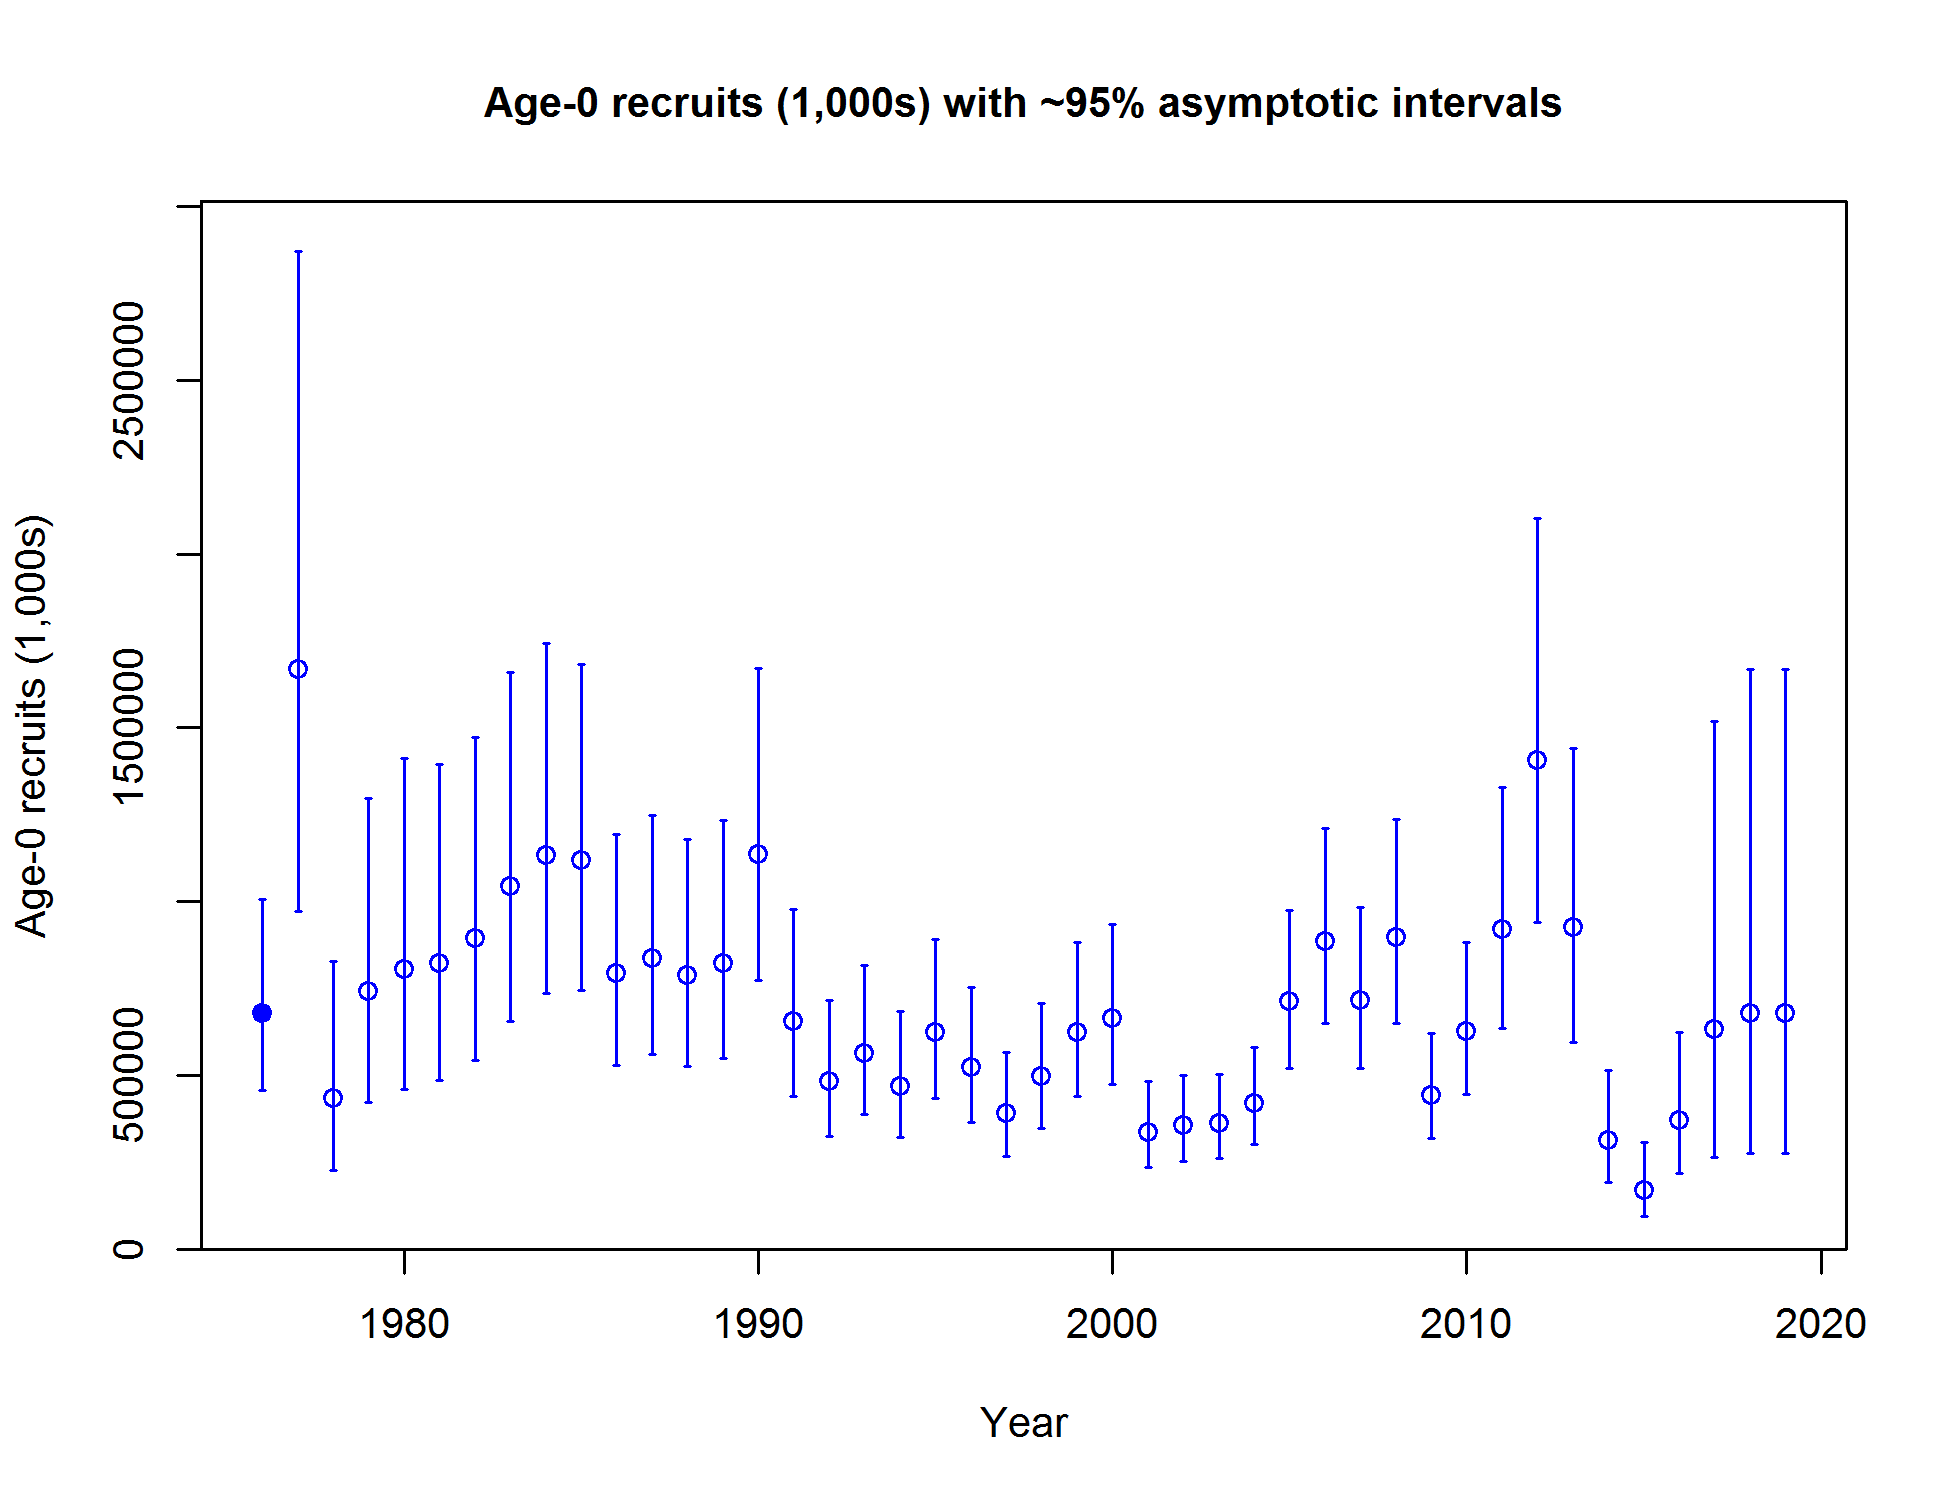 Age-0 recruits (1,000s) with ~95% asymptotic intervals
Age-0 recruits (1,000s)
2500000
1500000
500000
0
1980 1990 2000 2010 2020
Year